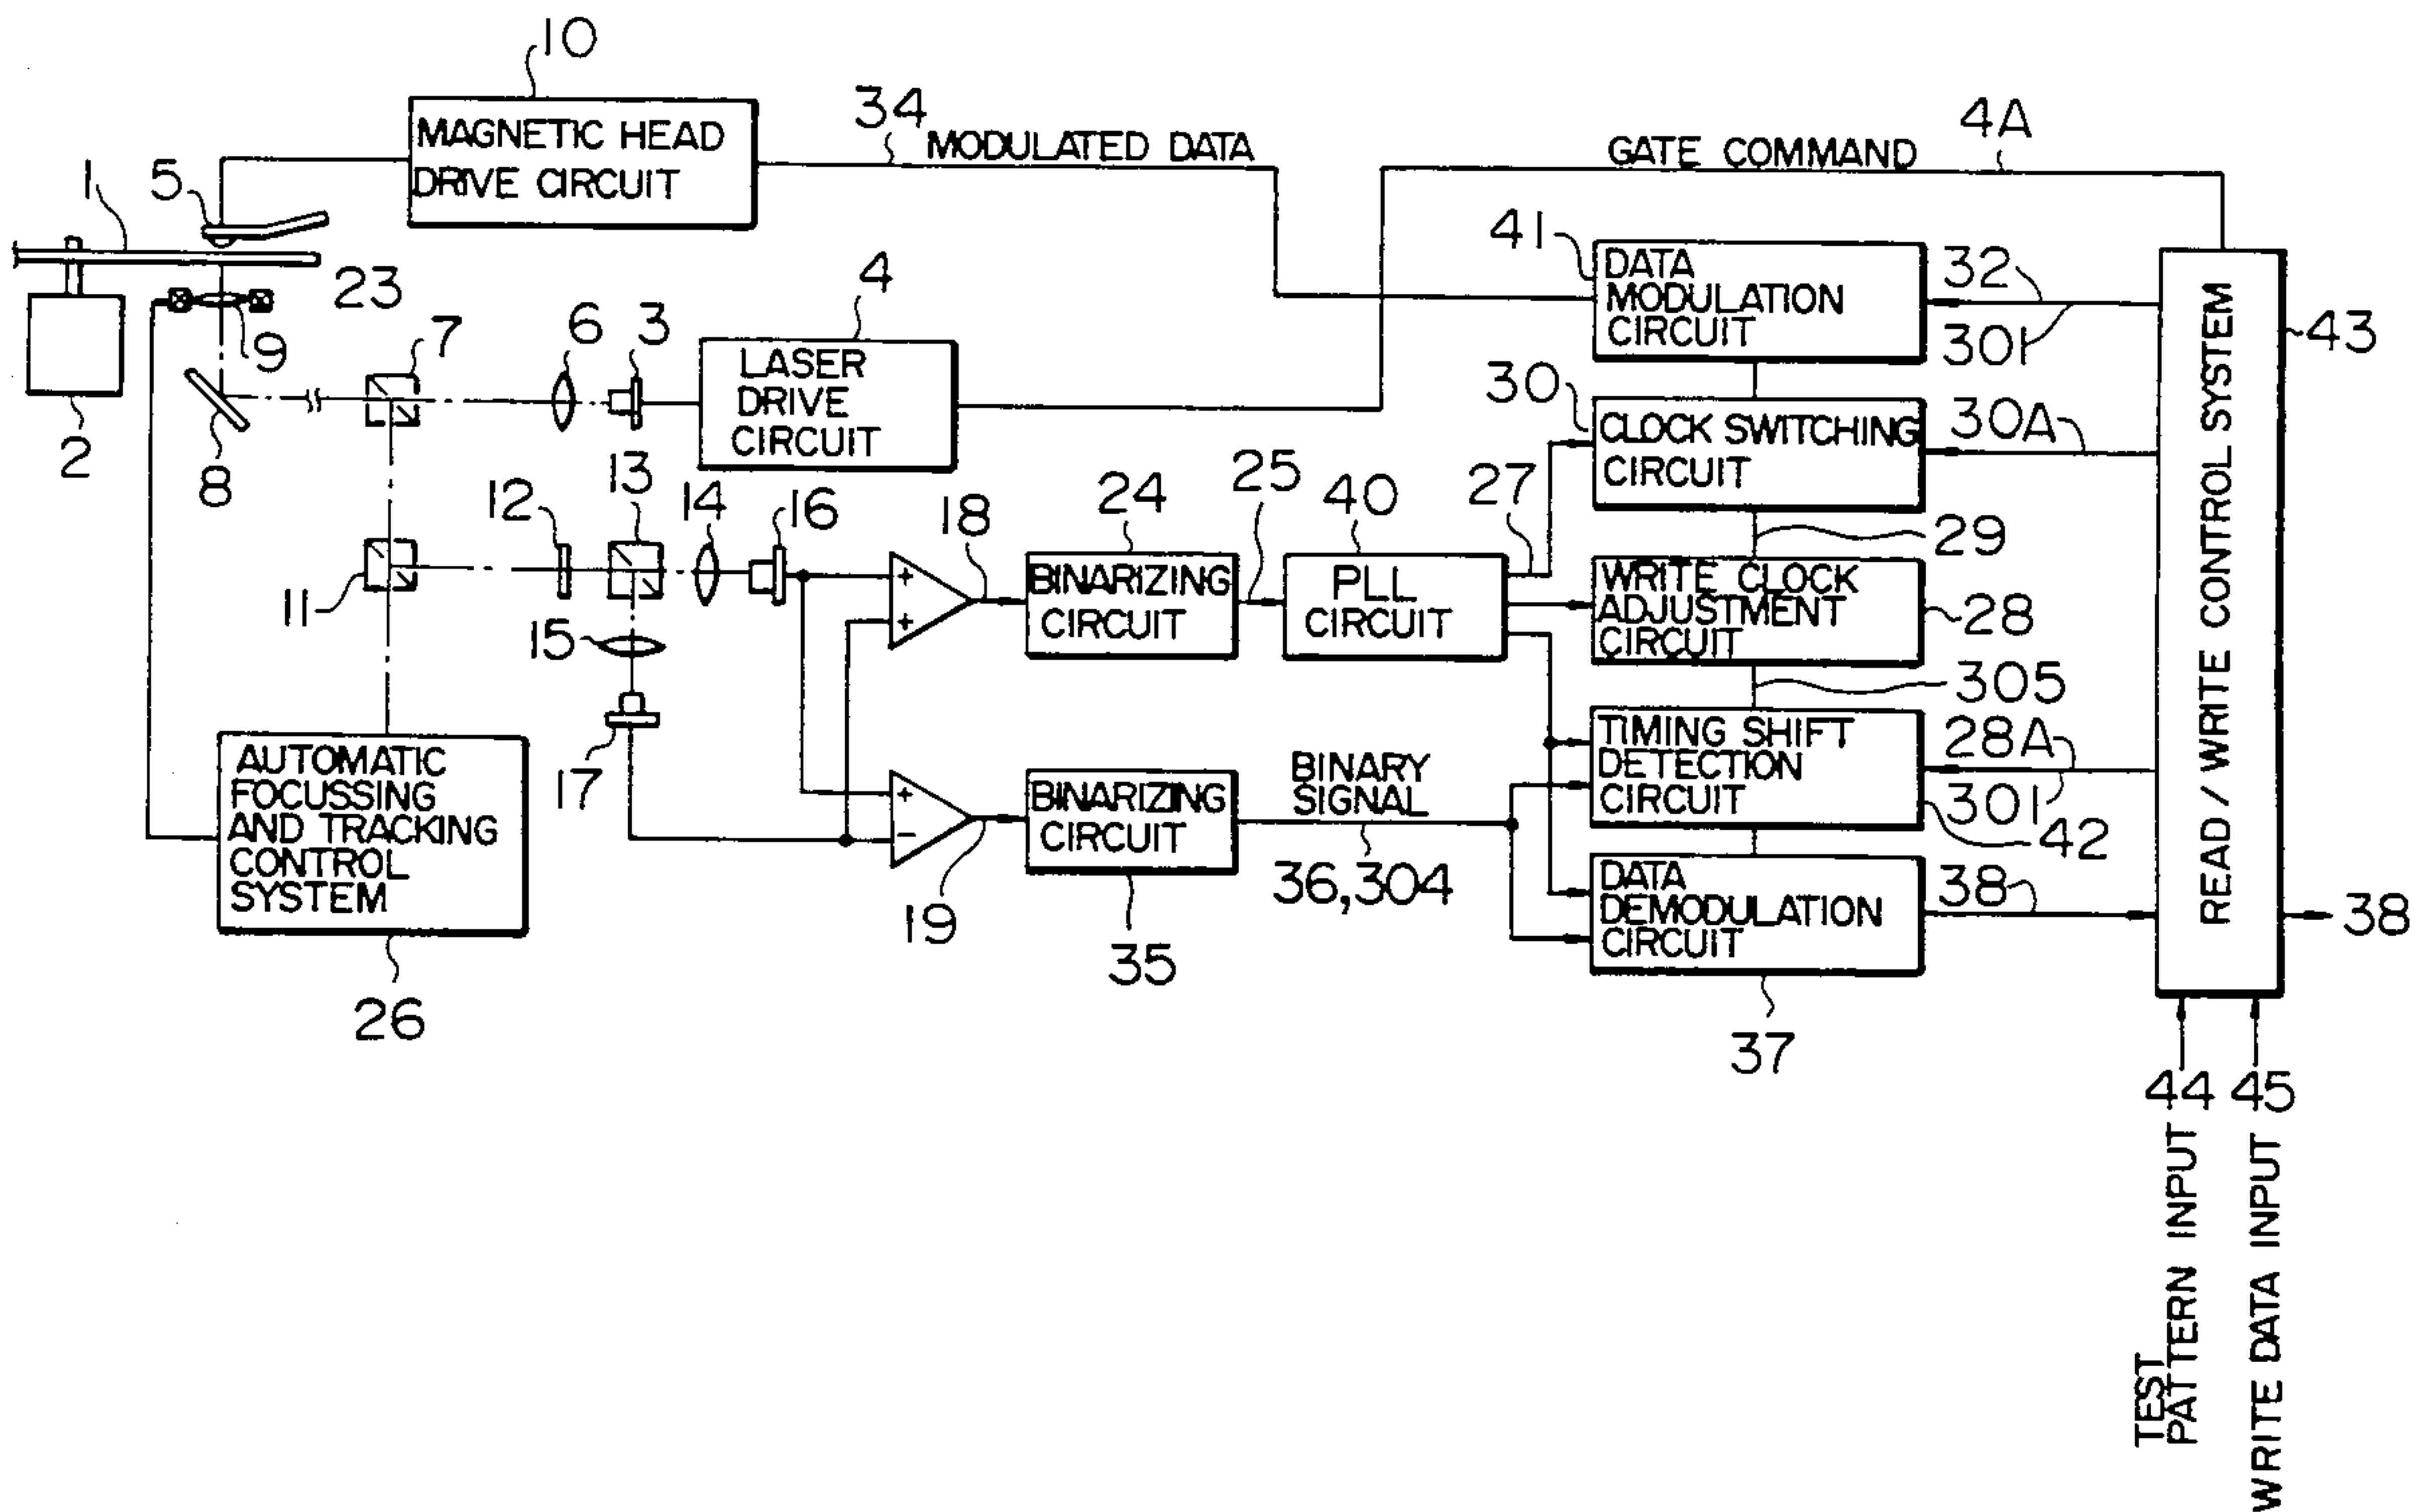 10
MAGNETIC HEAD
DRIVE CIRCUIT
34
MODULATED DATA
GATE COMMAND
4A
1
5
23
9
2
8
7
6
3
4
LASER
DRIVE
CIRCUIT
41
DATA
MODULATION
CIRCUIT
32
301
43
READ / WRITE CONTROL SYSTEM
30
CLOCK SWITCHING
CIRCUIT
30A
29
11
12
13
14
16
15
17
18
24
BINARIZING
CIRCUIT
25
40
PLL
CIRCUIT
27
WRITE CLOCK
ADJUSTMENT
CIRCUIT
28
305
AUTOMATIC
FOCUSSING
AND TRACKING
CONTROL
SYSTEM
26
+
+
+
-
19
BINARIZING
CIRCUIT
35
BINARY
SIGNAL
36,304
TIMING SHIFT
DETECTION
CIRCUIT
28A
301
42
DATA
DEMODULATION
CIRCUIT
37
38
38
44
TEST
PATTERN INPUT
45
WRITE DATA INPUT